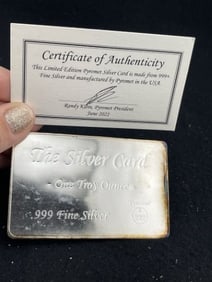 Certificate of Authenticity
This Limited Edition Pyromet Silver Card is made from 999+
Fine Silver and manufactured by Pyromet in the USA
Randy Kuhn, Pyromet President
June 2022
The Silver Card
- One Troy Ounce -
.999 Fine Silver